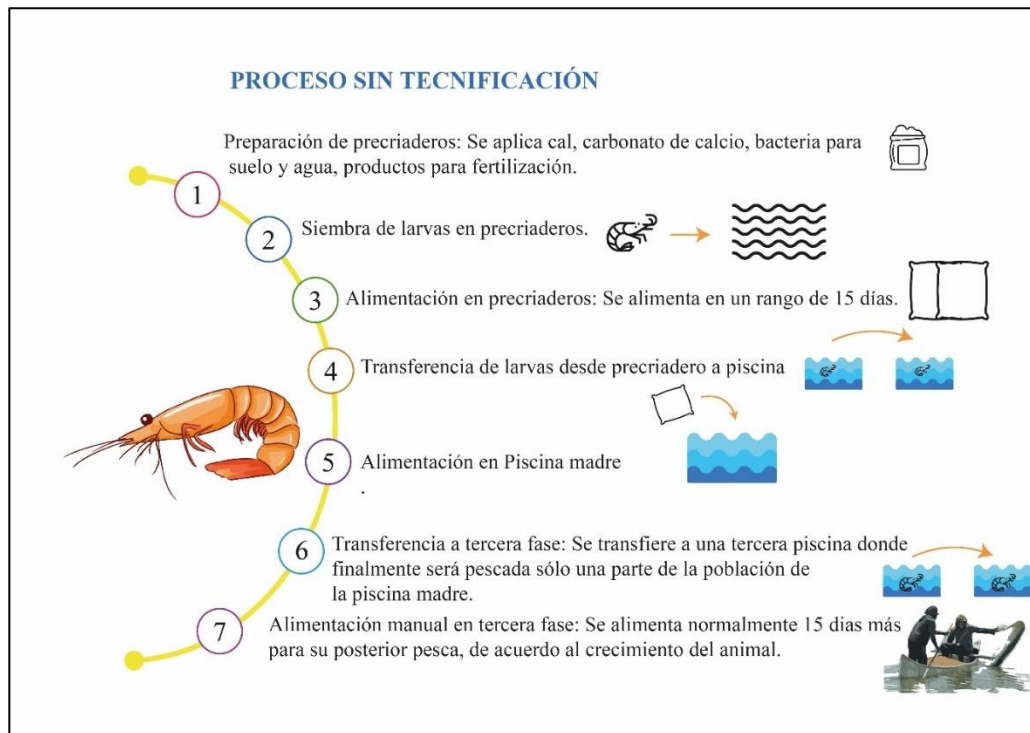 PROCESO SIN TECNIFICACIÓN
Preparación de precriaderos: Se aplica cal, carbonato de calcio, bacteria para
suelo y agua, productos para fertilización.
1
2
Siembra de larvas en precriaderos.
3
Alimentación en precriaderos: Se alimenta en un rango de 15 días.
4
Transferencia de larvas desde precriadero a piscina
5
Alimentación en Piscina madre
.
6
Transferencia a tercera fase: Se transfiere a una tercera piscina donde
finalmente será pescada sólo una parte de la población de
la piscina madre.
7
Alimentación manual en tercera fase: Se alimenta normalmente 15 dias más
para su posterior pesca, de acuerdo al crecimiento del animal.